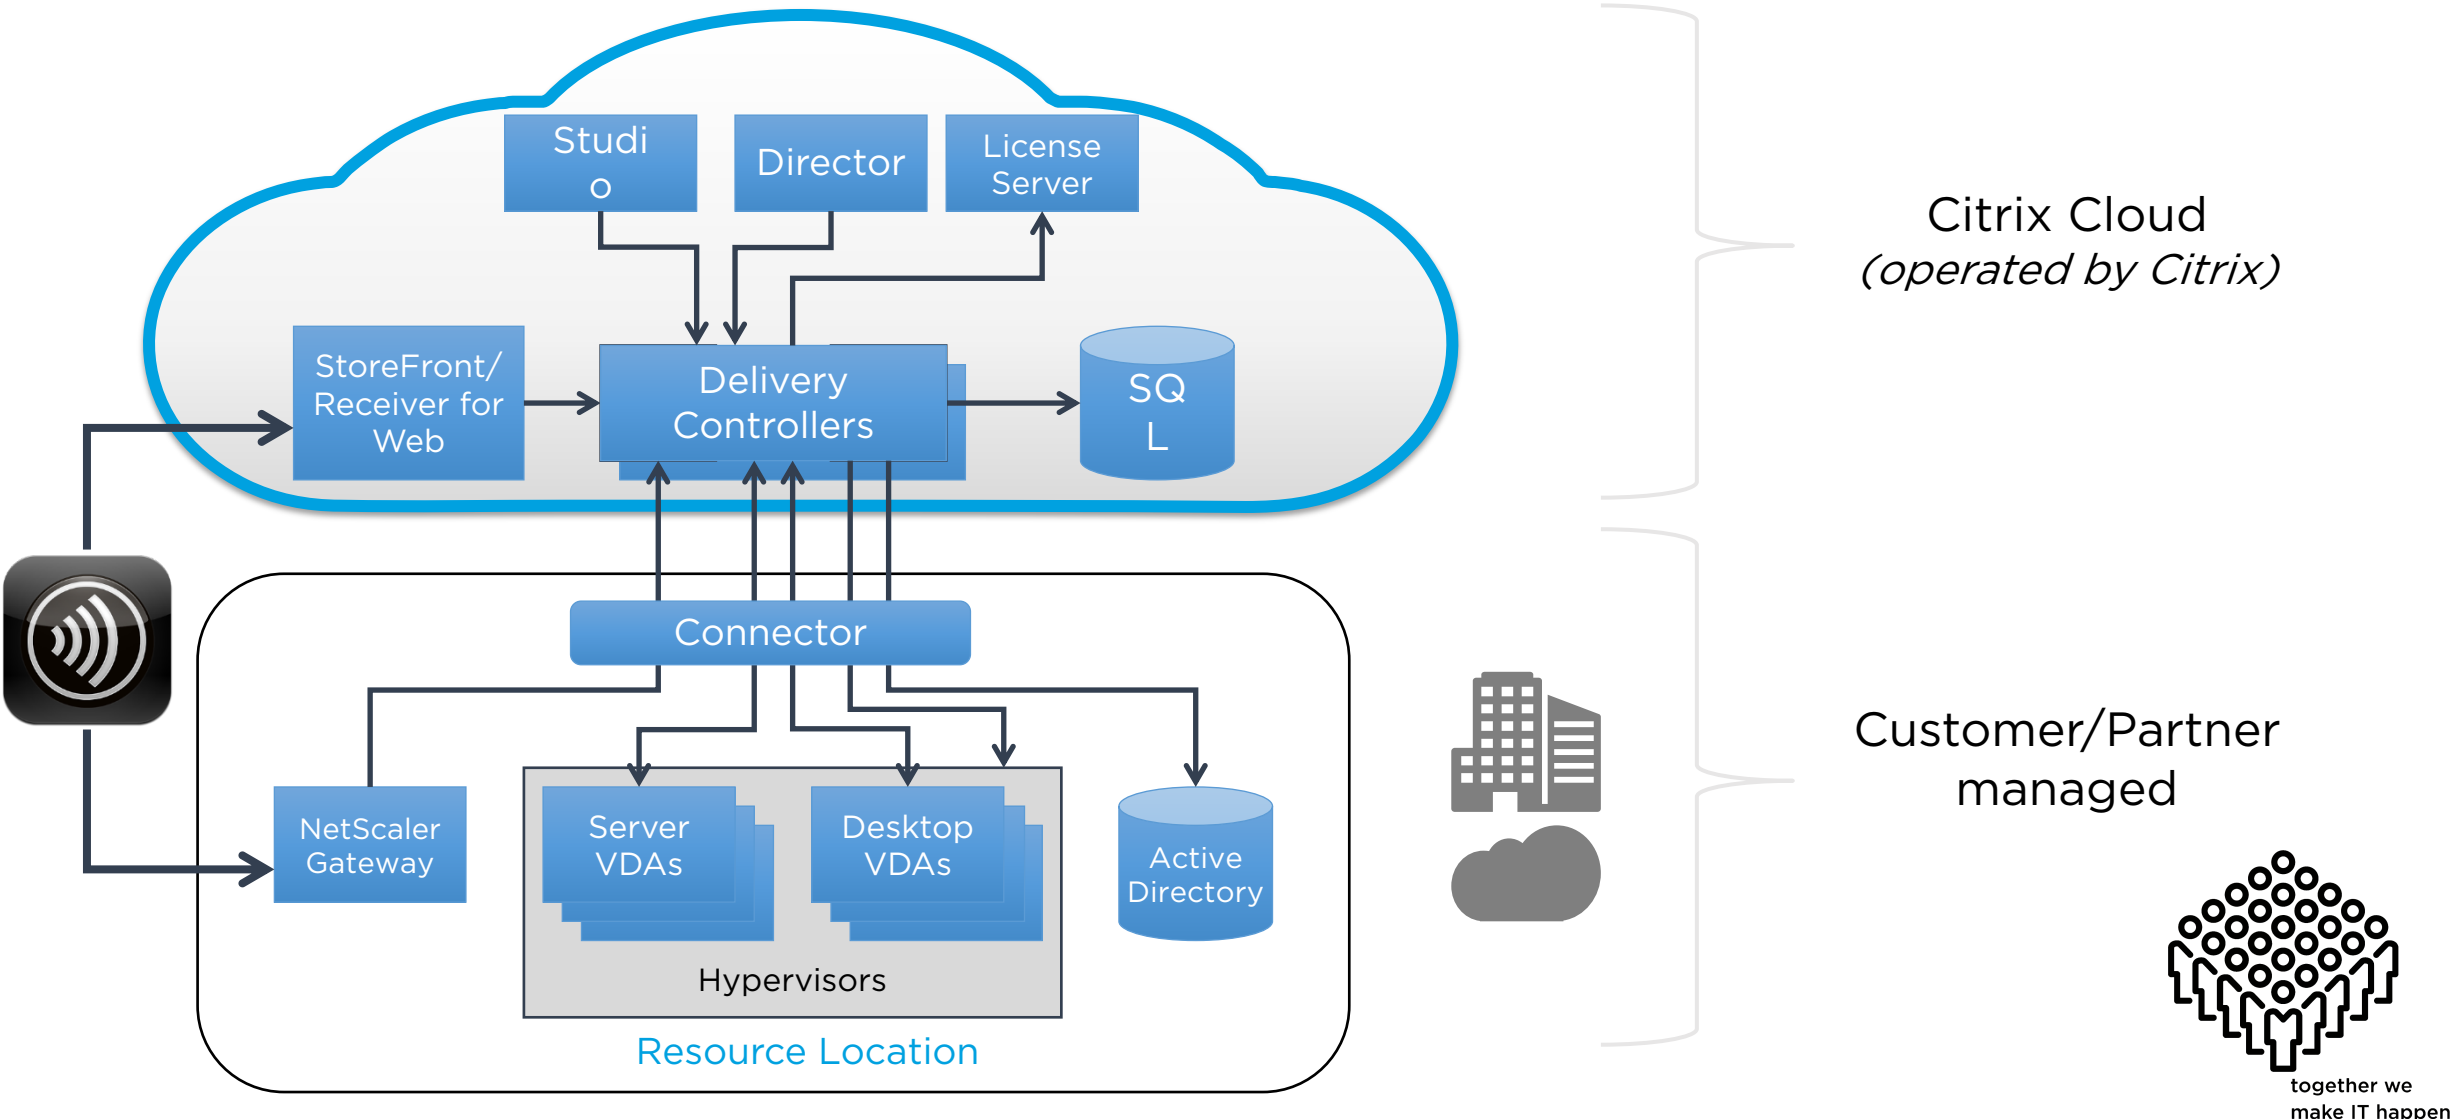 Studi
o
Director
License
Server
Citrix Cloud
(operated by Citrix)
StoreFront/
Receiver for
Web
Delivery
Controllers
SQ
L
Connector
NetScaler
Gateway
Server
VDAs
Desktop
VDAs
Active
Directory
Hypervisors
Resource Location
Customer/Partner
managed
together we
make IT happen